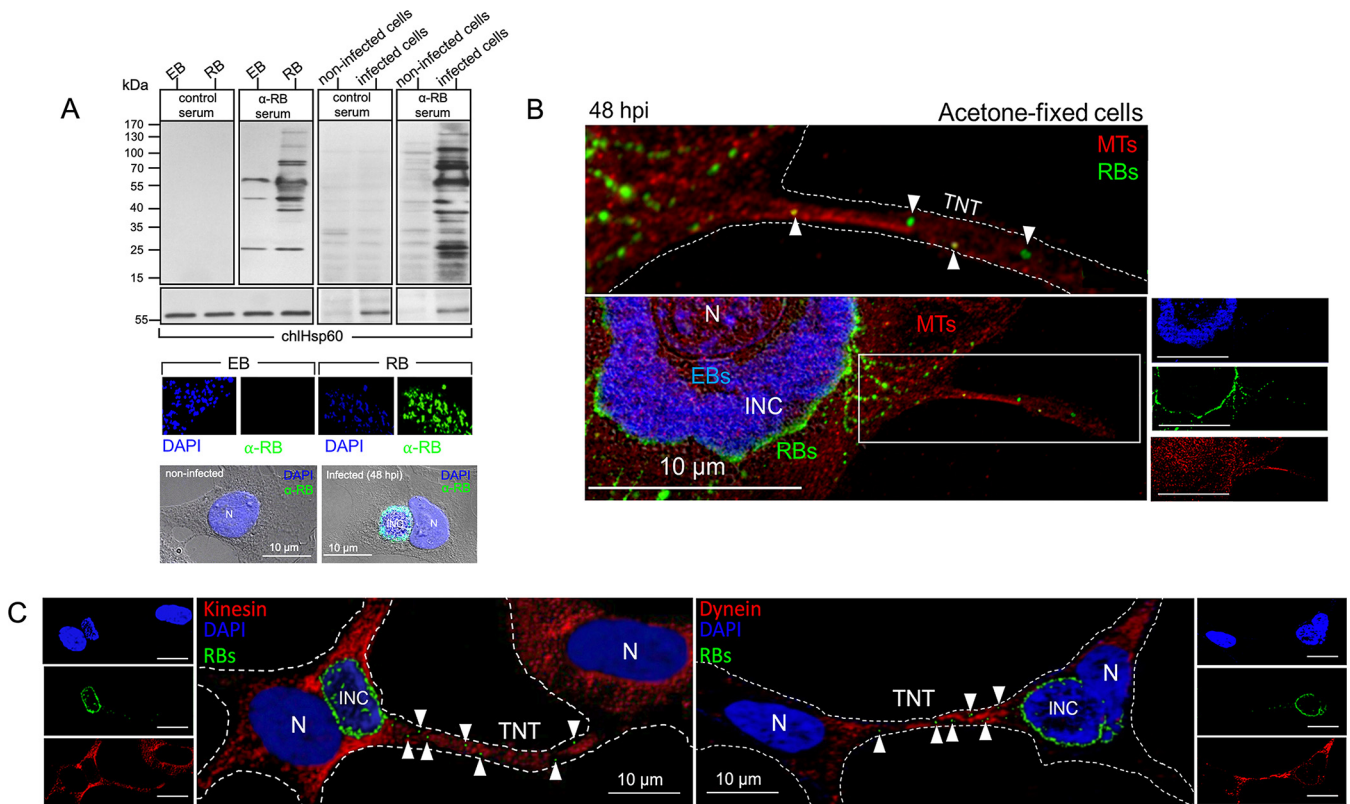 A
kDa
EB
RB
EB
RB
non-infected cells
infected cells
non-infected cells
infected cells
control
serum
α-RB
serum
control
serum
α-RB
serum
170
130
100
70
55
40
35
25
15
55
chlHsp60
EB
RB
DAPI
α-RB
DAPI
α-RB
non-infected
DAPI
α-RB
N
10 μm
Infected (48 hpi)
DAPI
α-RB
INC
N
10 μm
B
48 hpi
Acetone-fixed cells
MTs
RBs
TNT
N
MTs
EBs
INC
RBs
10 μm
C
Kinesin
DAPI
RBs
N
INC
N
TNT
10 μm
Dynein
DAPI
RBs
N
TNT
N
INC
10 μm